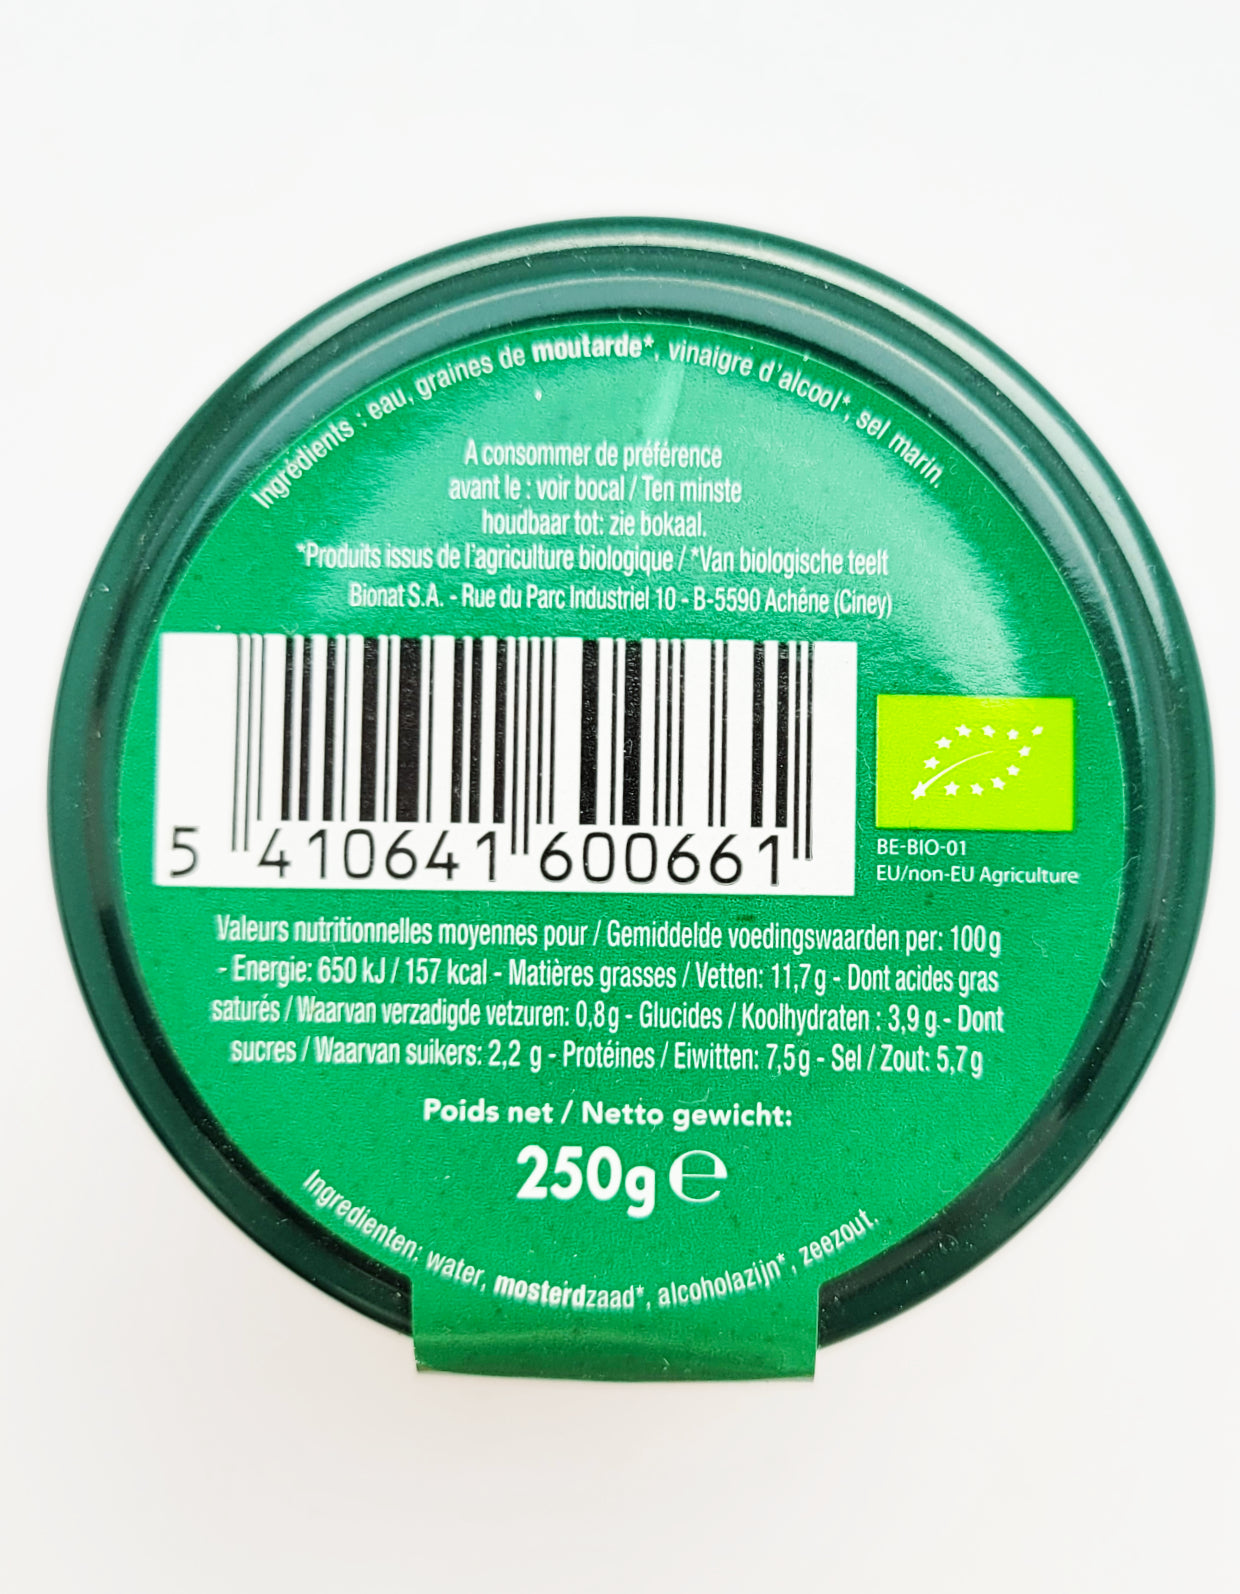 Ingrédients : eau, graines de moutarde*, vinaigre d'alcool*, sel marin.
A consommer de préférence
avant le : voir bocal / Ten minste
houdbaar tot: zie bokaal.
*Produits issus de l'agriculture biologique / *Van biologische teelt
Bionat S.A. - Rue du Parc Industriel 10 - B-5590 Achêne (Ciney)
5 410641 600661
BE-BIO-01
EU/non-EU Agriculture
Valeurs nutritionnelles moyennes pour / Gemiddelde voedingswaarden per: 100g
- Energie: 650 kJ / 157 kcal - Matières grasses / Vetten: 11,7g - Dont acides gras
saturés / Waarvan verzadigde vetzuren: 0,8g - Glucides / Koolhydraten : 3,9 g - Dont
sucres / Waarvan suikers: 2,2 g - Protéines / Eiwitten: 7,5g - Sel / Zout: 5,7g
Poids net / Netto gewicht:
250g ℮
Ingredienten: water, mosterdzaad*, alcoholazijn*, zeezout.